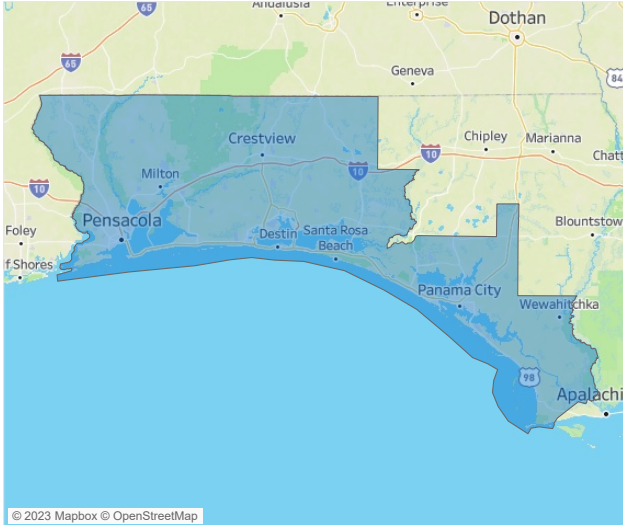 Andalusia
Enterprise
65
Dothan
65
Geneva
84
Crestview
Chipley
Marianna
10
10
Chatt
Milton
10
Pensacola
Blountstow
Foley
Destin
Santa Rosa
Beach
f Shores
Panama City
Wewahitchka
98
Apalachi
© 2023 Mapbox © OpenStreetMap